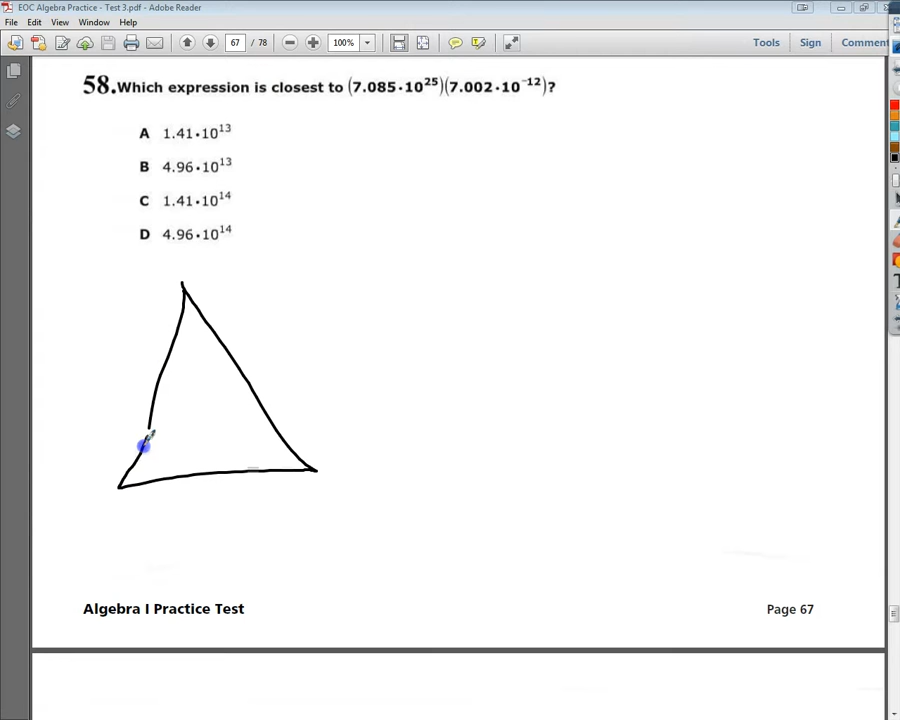 EOC Algebra Practice - Test 3.pdf - Adobe Reader
File Edit View Window Help
67 / 78 100% Tools Sign Comment
58.Which expression is closest to (7.085·10²⁵)(7.002·10⁻¹²)?
A 1.41·10¹³
B 4.96·10¹³
C 1.41·10¹⁴
D 4.96·10¹⁴
Algebra I Practice Test Page 67